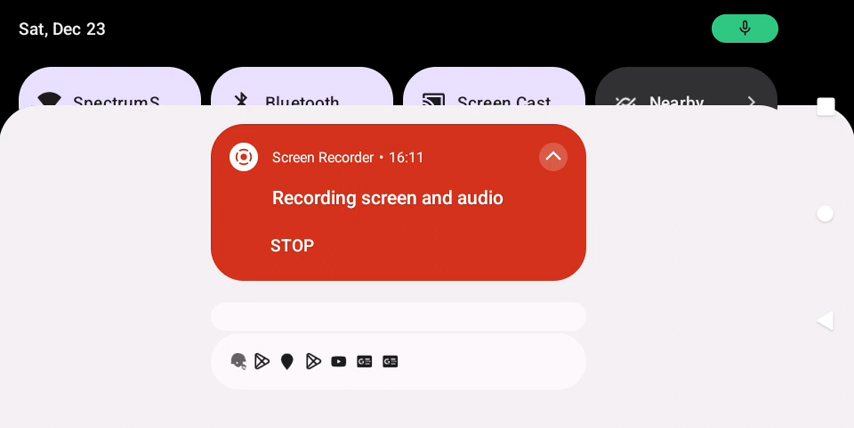 Sat, Dec 23
SpectrumS
Bluetooth
Screen Cast
Nearby
Screen Recorder • 16:11
Recording screen and audio
STOP